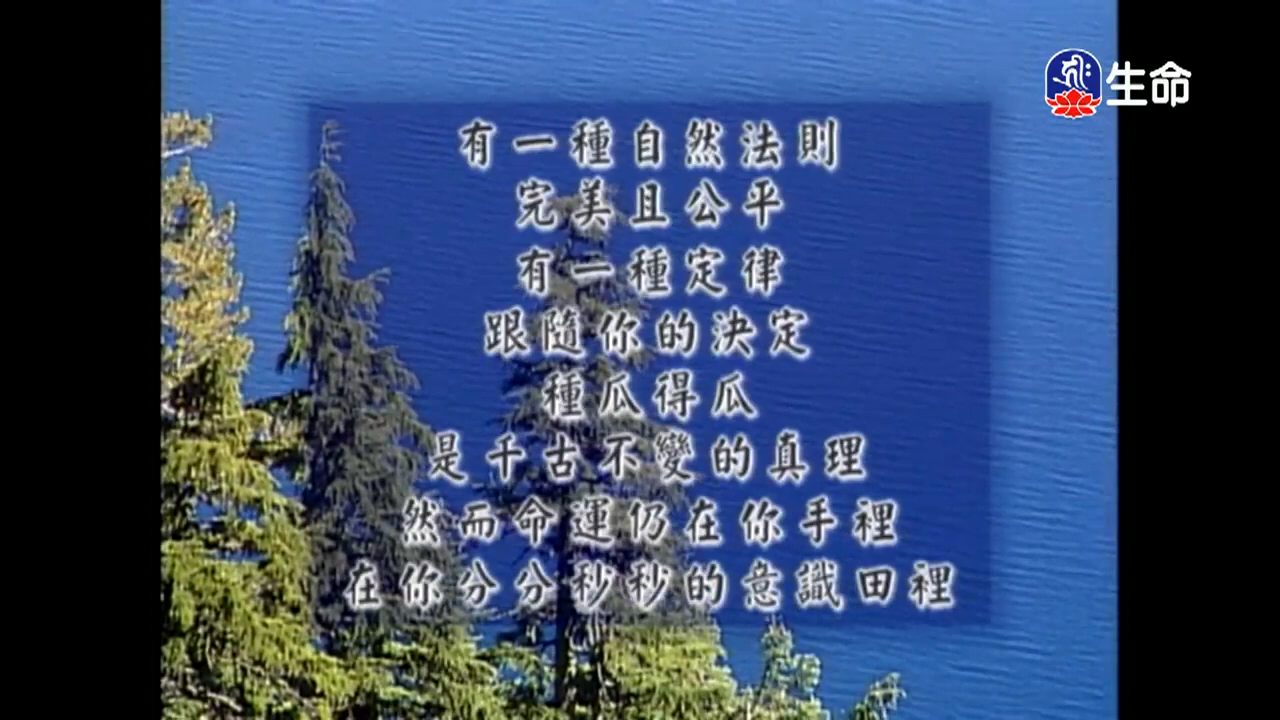 生命
有一種自然法則
完美且公平
有一種定律
跟隨你的決定
種瓜得瓜
是千古不變的真理
然而命運仍在你手裡
在你分分秒秒的意識田裡